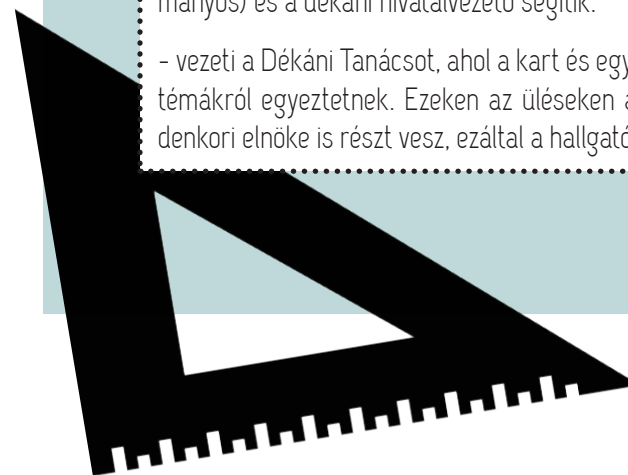 mányos) és a dékáni hivatalvezető segítik.
- vezeti a Dékáni Tanácsot, ahol a kart és egy
témákról egyeztetnek. Ezeken az üléseken
denkori elnöke is részt vesz, ezáltal a hallgató